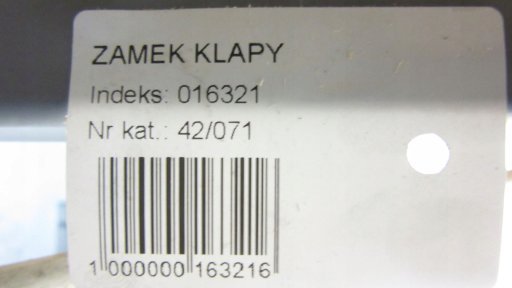 ZAMEK KLAPY
Indeks: 016321
Nr kat.: 42/071
1 000000 163216